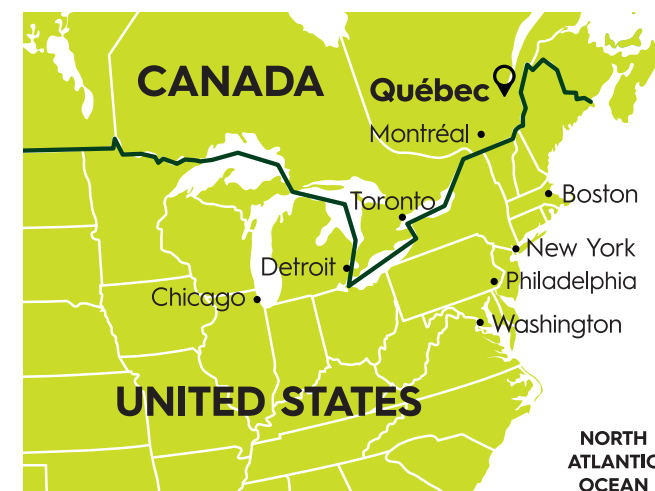 CANADA
Québec
Montréal
Toronto
Boston
New York
Detroit
Philadelphia
Chicago
Washington
UNITED STATES
NORTH
ATLANTIC
OCEAN